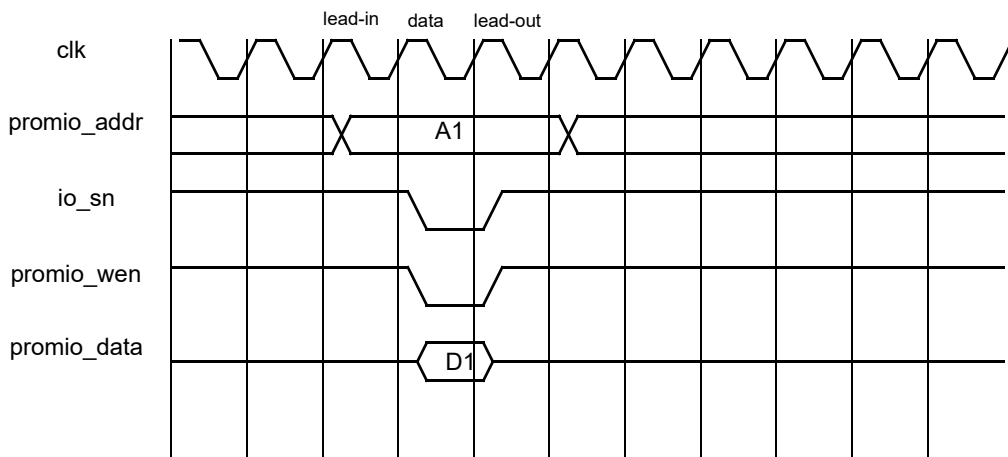 lead-in data lead-out
clk
promio_addr
A1
io_sn
promio_wen
promio_data
D1